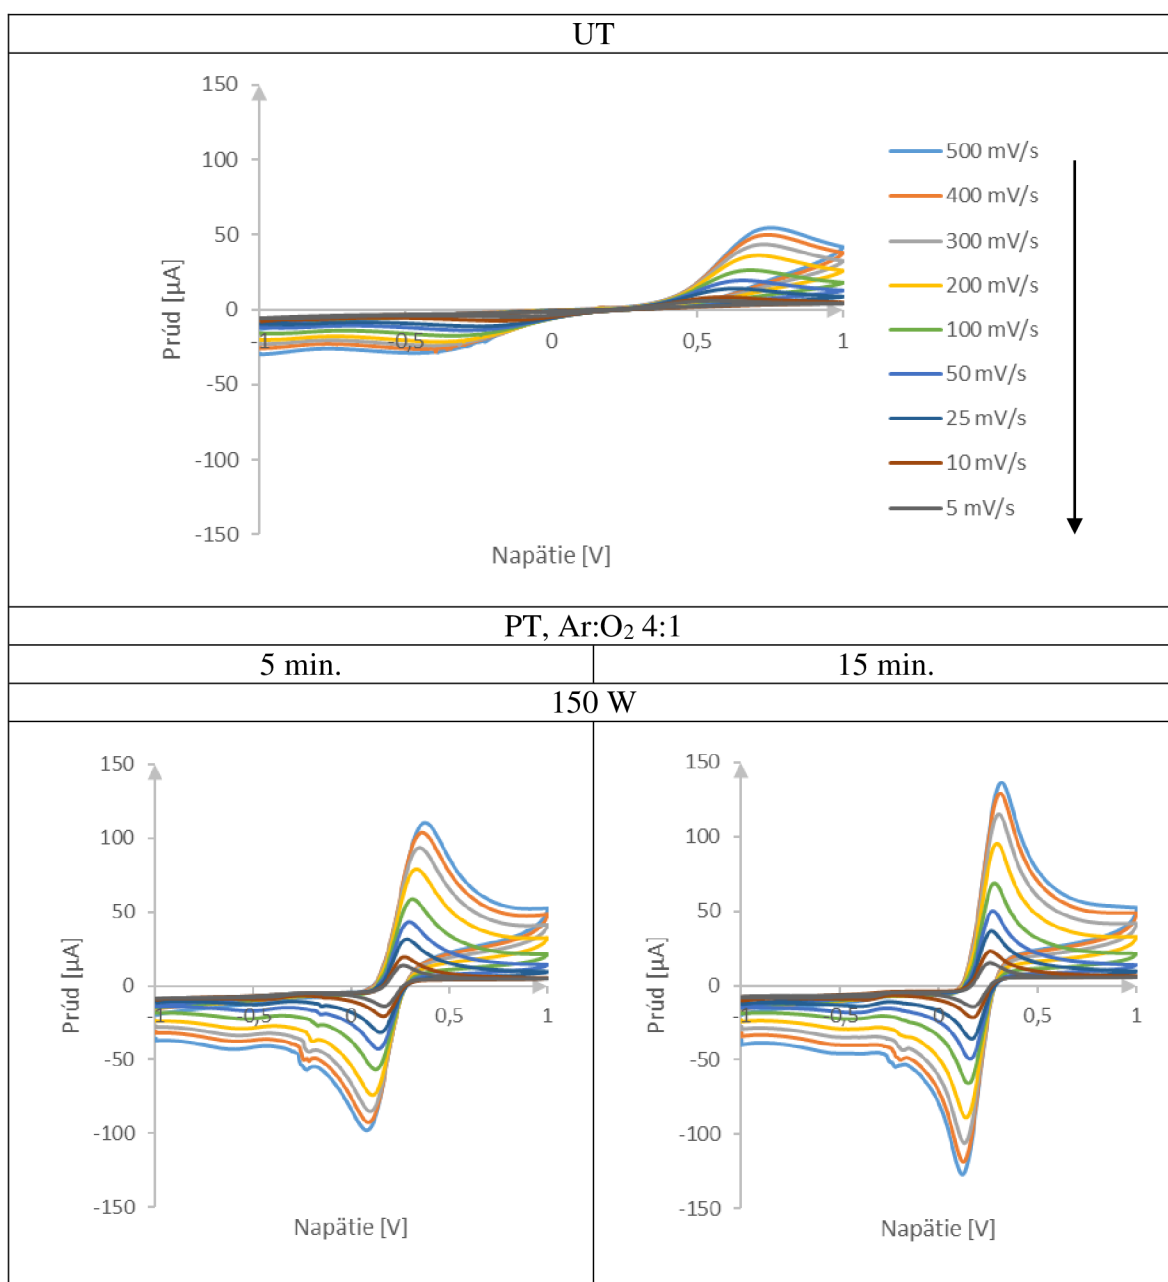 UT
150
100
50
0
-50
-100
-150
Prúd [µA]
-1
-0,5
0
0,5
1
Napätie [V]
500 mV/s
400 mV/s
300 mV/s
200 mV/s
100 mV/s
50 mV/s
25 mV/s
10 mV/s
5 mV/s
PT, Ar:O₂ 4:1
5 min.
15 min.
150 W
150
100
50
0
-50
-100
-150
Prúd [µA]
-1
-0,5
0
0,5
1
Napätie [V]
150
100
50
0
-50
-100
-150
Prúd [µA]
-1
-0,5
0
0,5
1
Napätie [V]